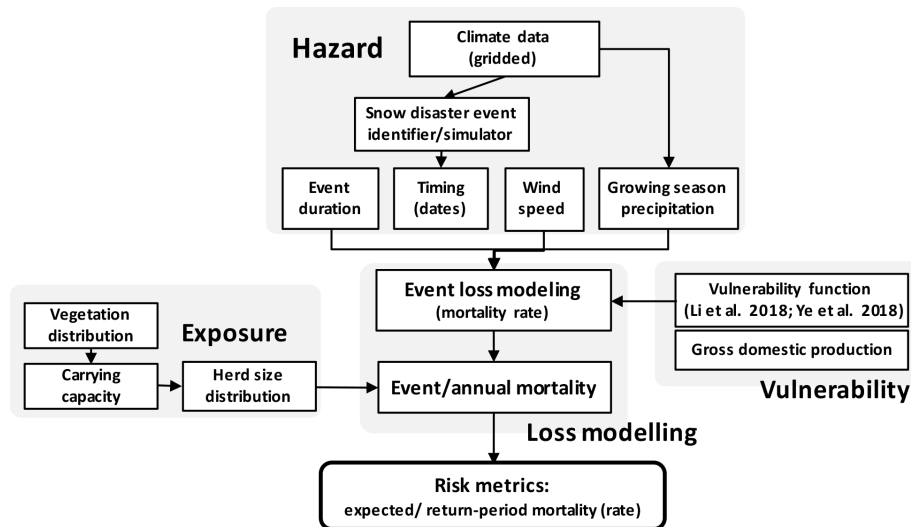 Hazard
Climate data
(gridded)
Snow disaster event
identifier/simulator
Event
duration
Timing
(dates)
Wind
speed
Growing season
precipitation
Event loss modeling
(mortality rate)
Vulnerability function
(Li et al. 2018; Ye et al. 2018)
Gross domestic production
Vulnerability
Vegetation
distribution
Exposure
Carrying
capacity
Herd size
distribution
Event/annual mortality
Loss modelling
Risk metrics:
expected/ return-period mortality (rate)